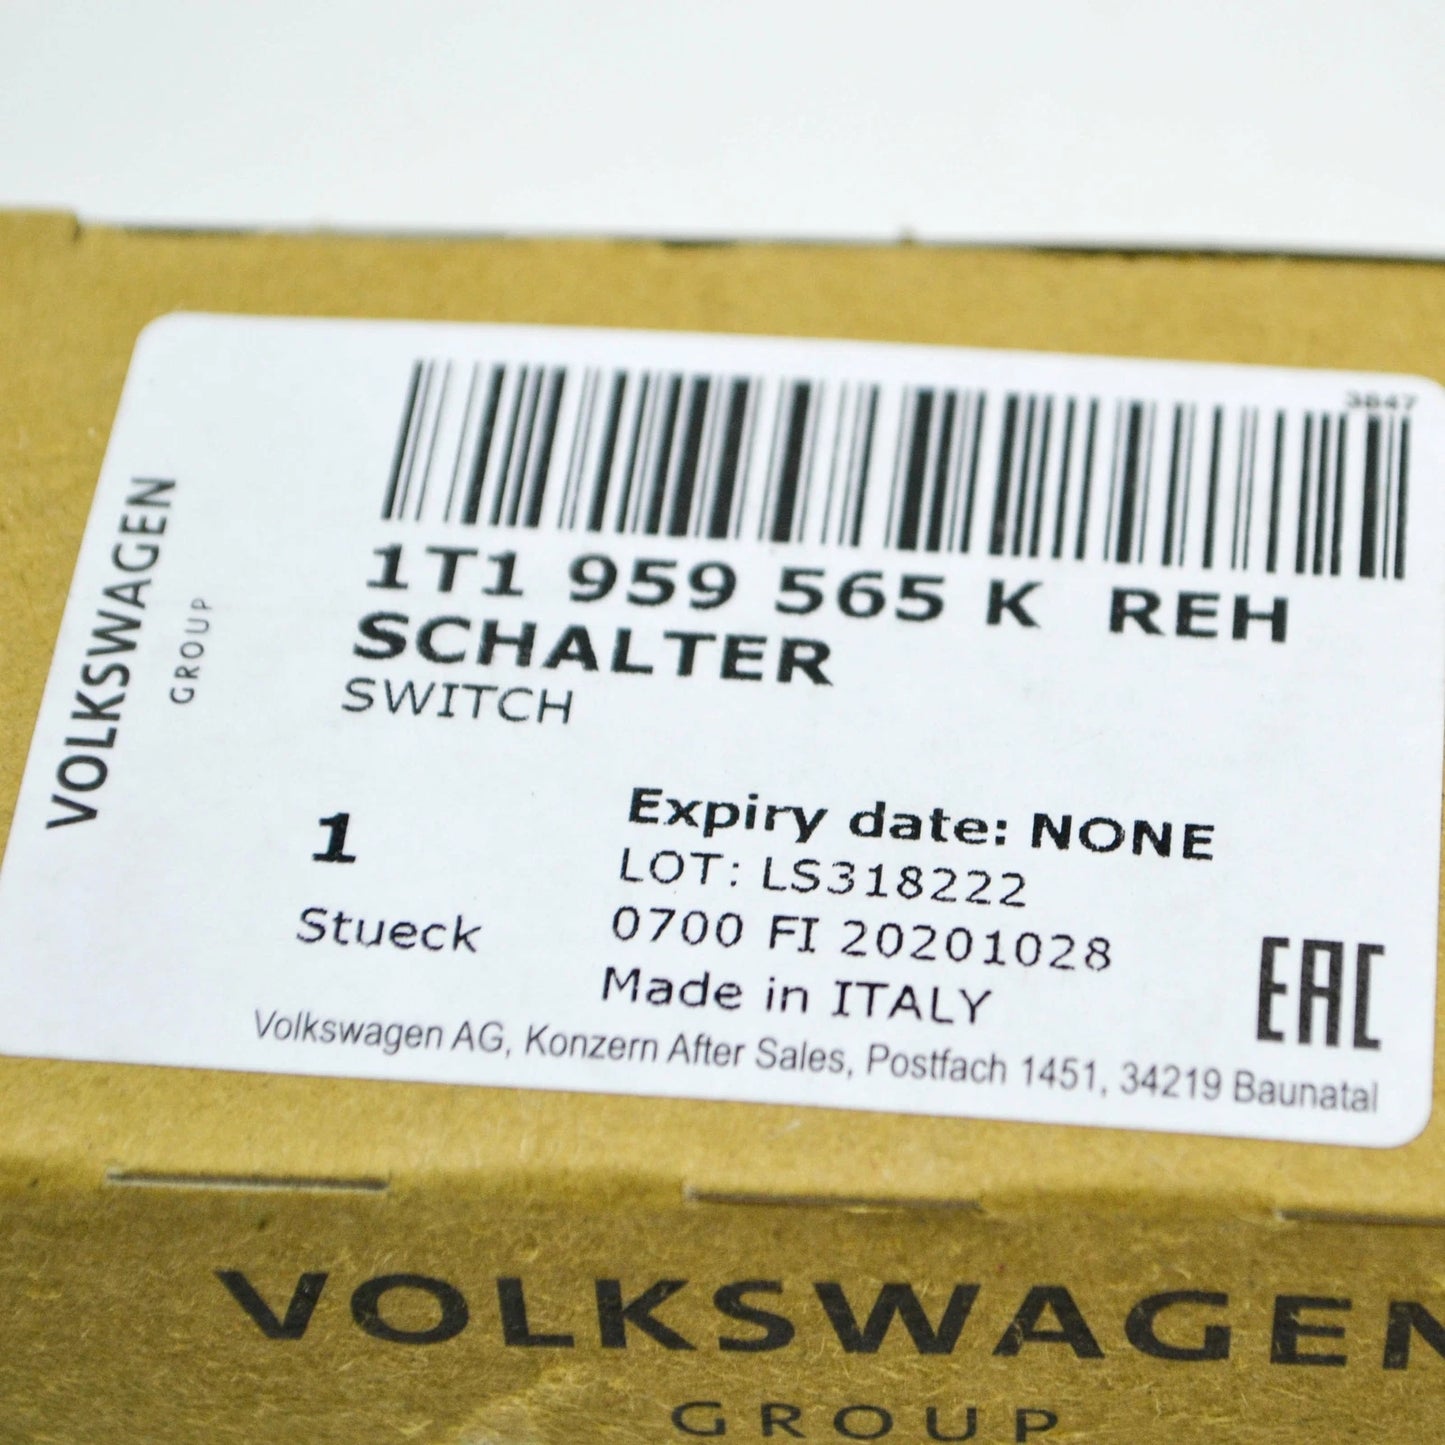 3847
1T1 959 565 K REH
SCHALTER
SWITCH
VOLKSWAGEN
GROUP
1
Stueck
Expiry date: NONE
LOT: LS318222
0700 FI 20201028
Made in ITALY
EAC
Volkswagen AG, Konzern After Sales, Postfach 1451, 34219 Baunatal
VOLKSWAGEN
GROUP